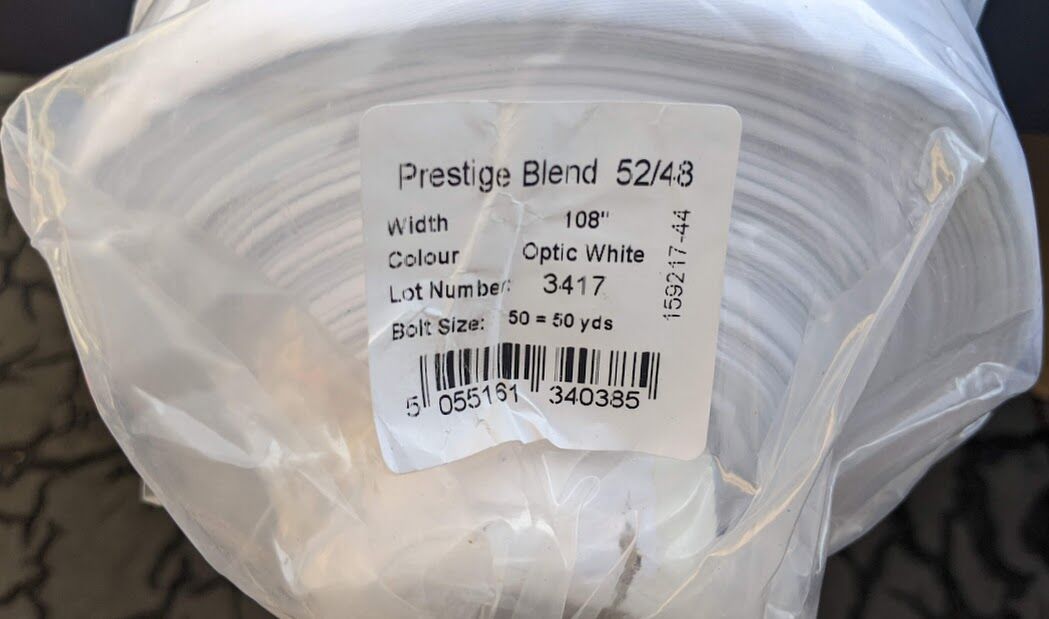 Prestige Blend 52/48
Width 108"
Colour Optic White
Lot Number: 3417
Bolt Size: 50 = 50 yds
159217-44
5 055161 340385